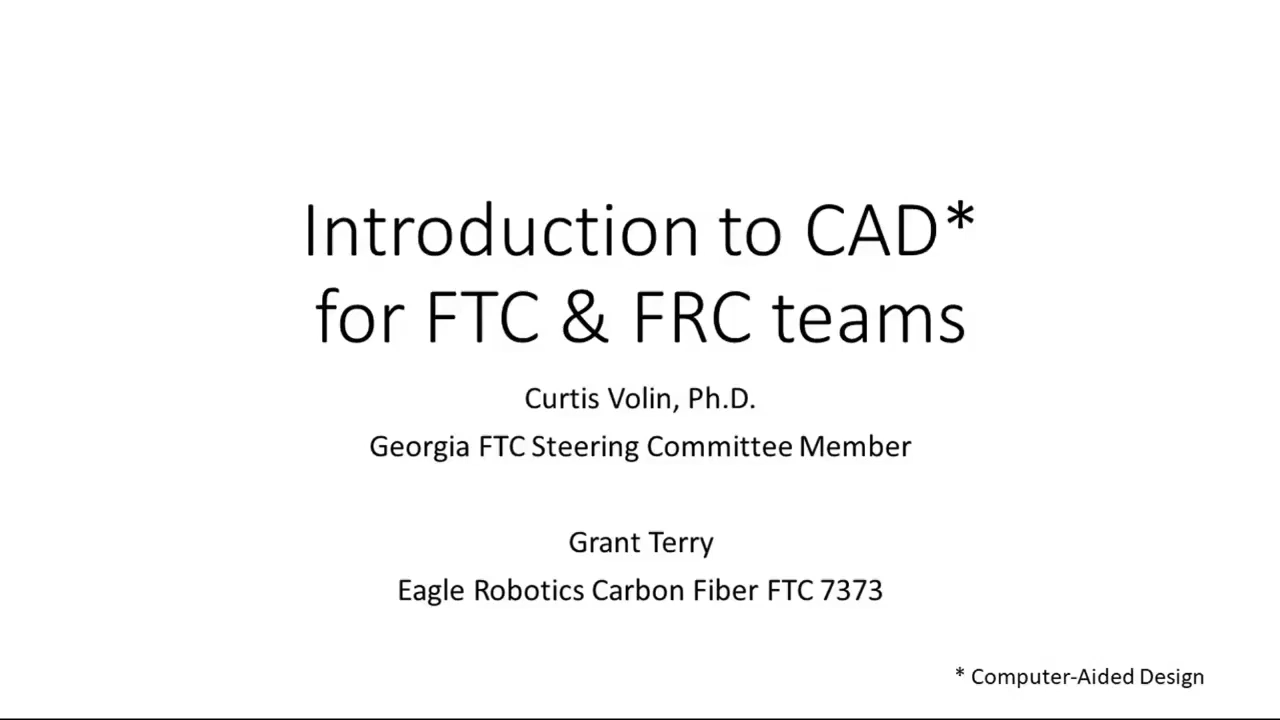 Introduction to CAD*
for FTC & FRC teams
Curtis Volin, Ph.D.
Georgia FTC Steering Committee Member
Grant Terry
Eagle Robotics Carbon Fiber FTC 7373
* Computer-Aided Design